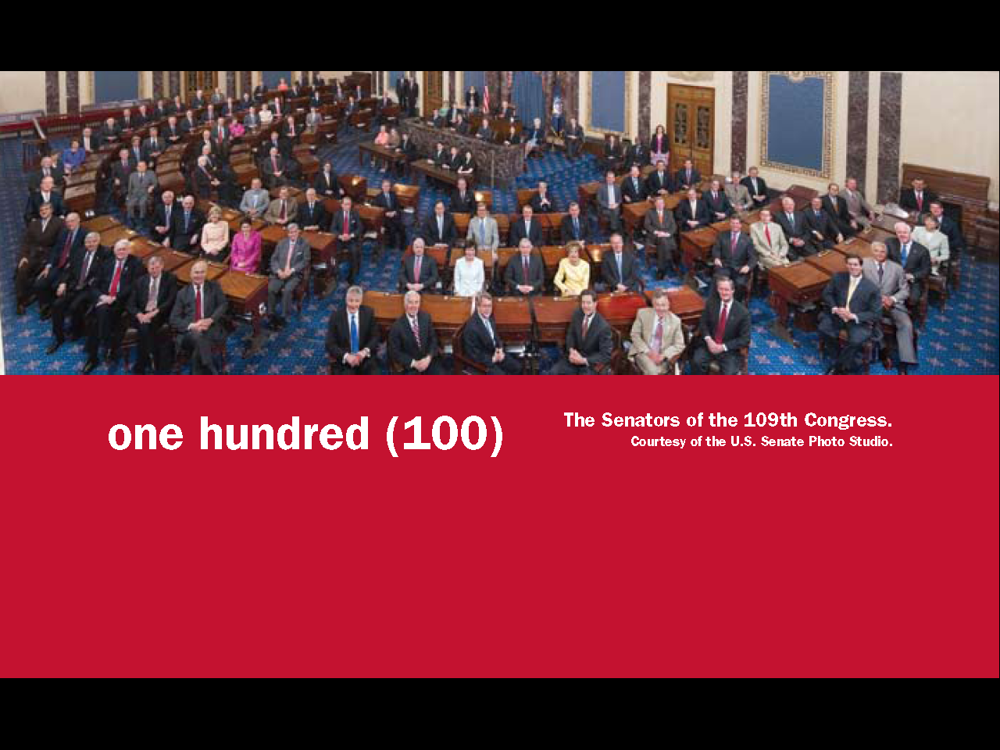 one hundred (100)
The Senators of the 109th Congress.
Courtesy of the U.S. Senate Photo Studio.